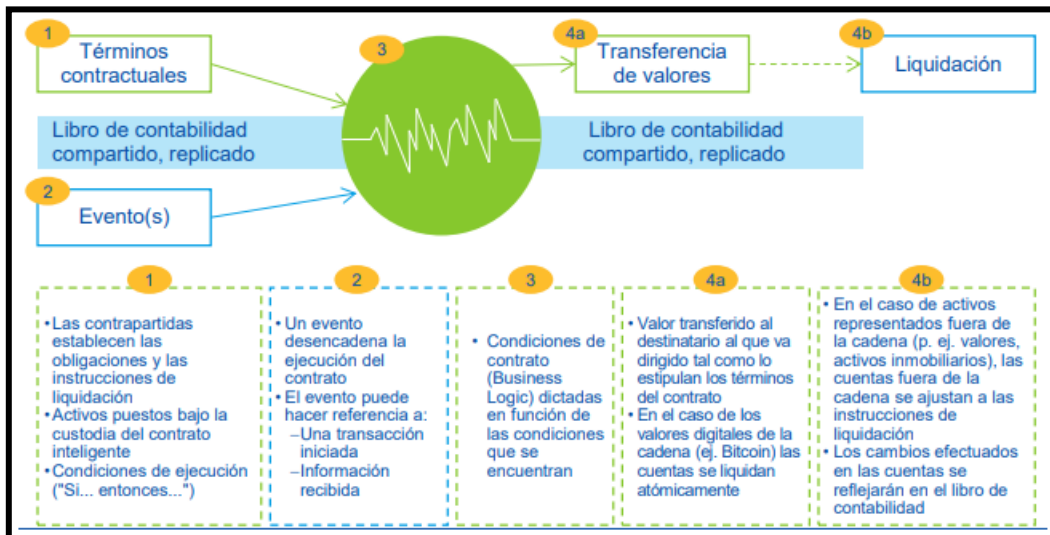 1
Términos
contractuales
3
4a
Transferencia
de valores
4b
Liquidación
Libro de contabilidad
compartido, replicado
Libro de contabilidad
compartido, replicado
2
Evento(s)
1
• Las contrapartidas
establecen las
obligaciones y las
instrucciones de
liquidación
• Activos puestos bajo la
custodia del contrato
inteligente
• Condiciones de ejecución
("Si... entonces...")
2
• Un evento
desencadena la
ejecución del
contrato
• El evento puede
hacer referencia a:
–Una transacción
iniciada
–Información
recibida
3
• Condiciones de
contrato
(Business
Logic) dictadas
en función de
las condiciones
que se
encuentran
4a
• Valor transferido al
destinatario al que va
dirigido tal como lo
estipulan los términos
del contrato
• En el caso de los
valores digitales de la
cadena (ej. Bitcoin) las
cuentas se liquidan
atómicamente
4b
• En el caso de activos
representados fuera de
la cadena (p. ej. valores,
activos inmobiliarios), las
cuentas fuera de la
cadena se ajustan a las
instrucciones de
liquidación
• Los cambios efectuados
en las cuentas se
reflejarán en el libro de
contabilidad